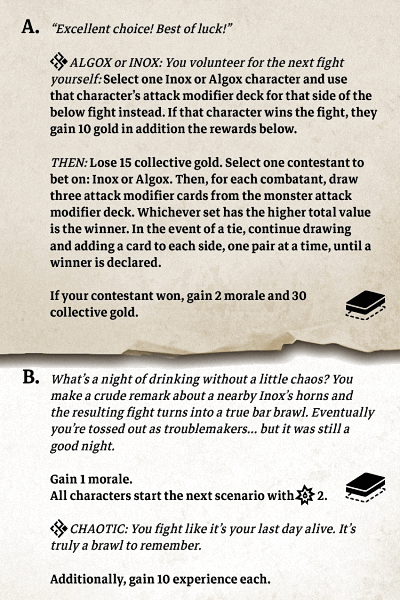 A. “Excellent choice! Best of luck!”
ALGOX or INOX: You volunteer for the next fight
yourself: Select one Inox or Algox character and use
that character’s attack modifier deck for that side of the
below fight instead. If that character wins the fight, they
gain 10 gold in addition the rewards below.
THEN: Lose 15 collective gold. Select one contestant to
bet on: Inox or Algox. Then, for each combatant, draw
three attack modifier cards from the monster attack
modifier deck. Whichever set has the higher total value
is the winner. In the event of a tie, continue drawing
and adding a card to each side, one pair at a time, until a
winner is declared.
If your contestant won, gain 2 morale and 30
collective gold.
B. What’s a night of drinking without a little chaos? You
make a crude remark about a nearby Inox’s horns and
the resulting fight turns into a true bar brawl. Eventually
you’re tossed out as troublemakers... but it was still a
good night.
Gain 1 morale.
All characters start the next scenario with 2.
CHAOTIC: You fight like it’s your last day alive. It’s
truly a brawl to remember.
Additionally, gain 10 experience each.